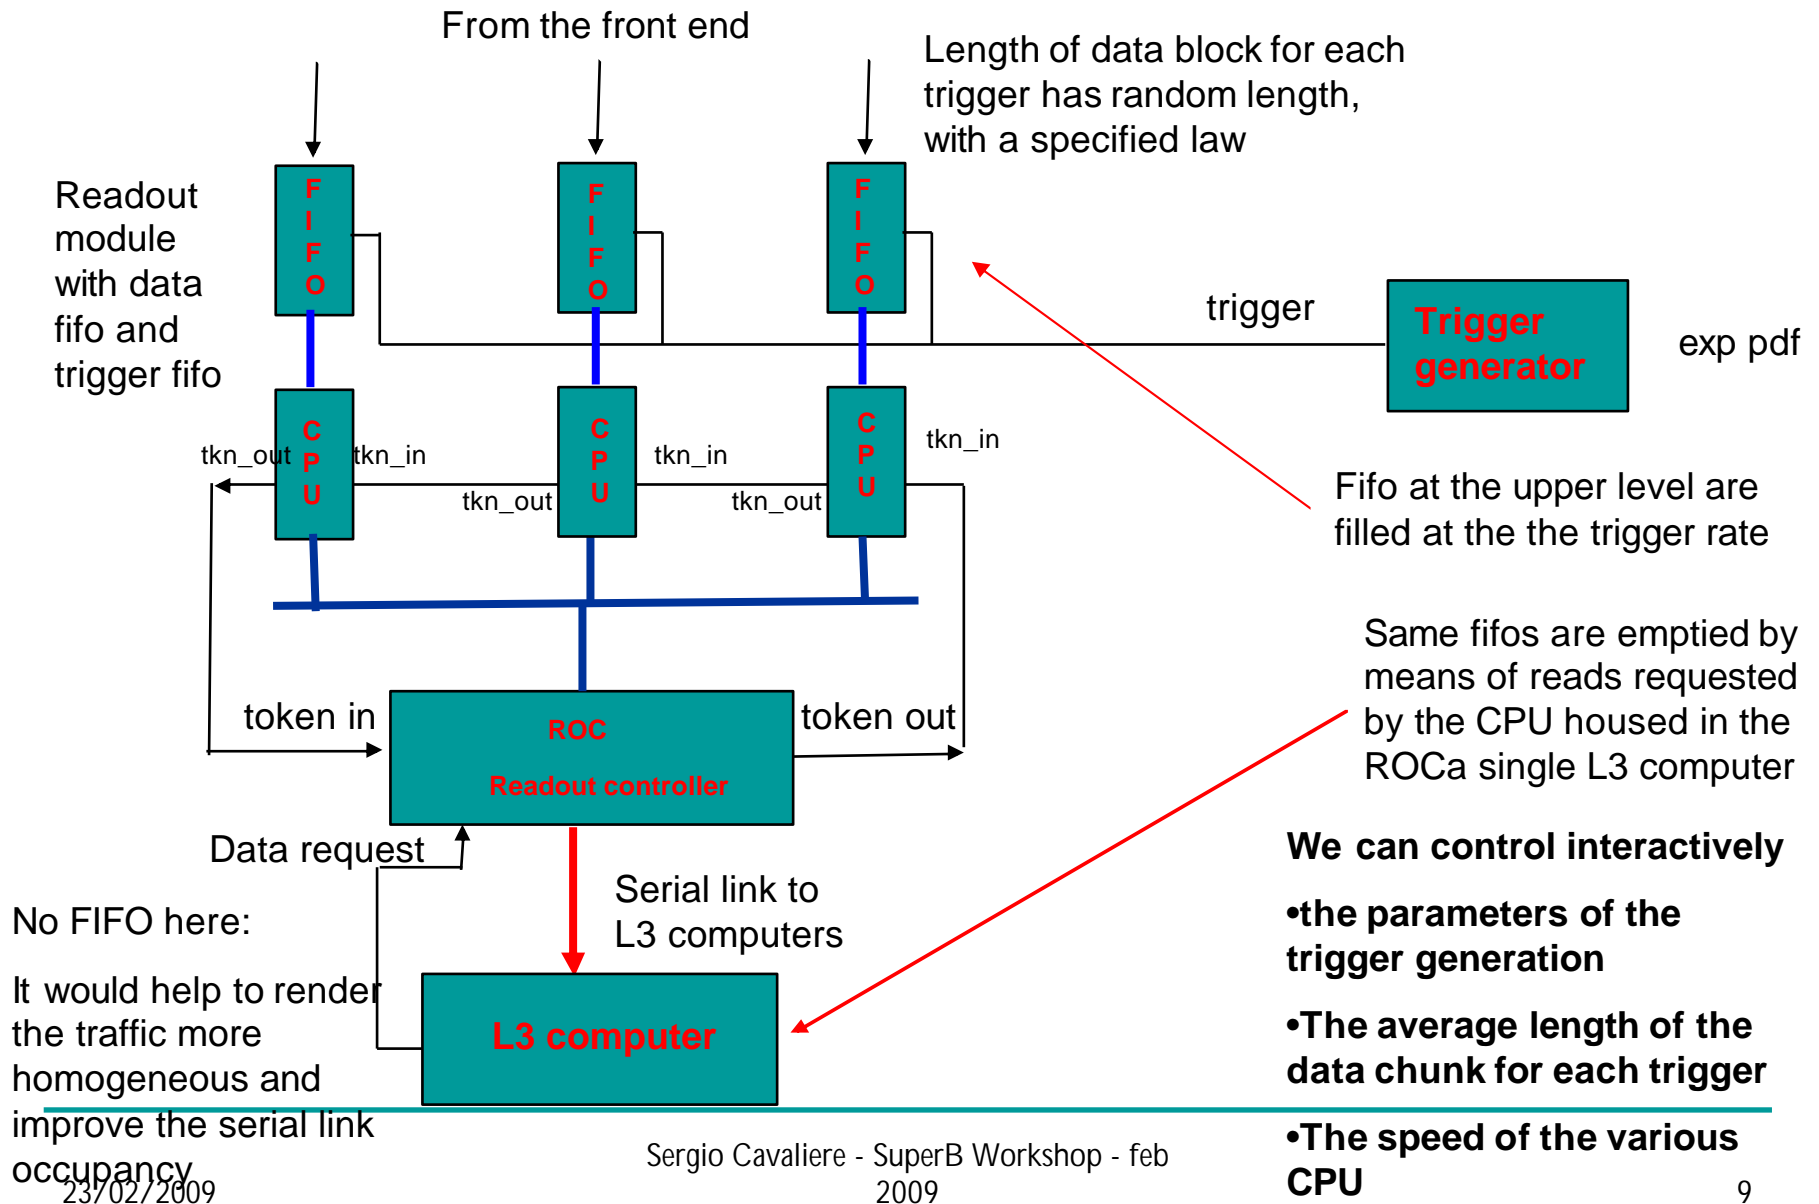 From the front end
Length of data block for each
trigger has random length,
with a specified law
Readout
module
with data
fifo and
trigger fifo
F
I
F
O
F
I
F
O
F
I
F
O
trigger
Trigger
generator
exp pdf
C
P
U
C
P
U
C
P
U
tkn_out
tkn_in
tkn_out
tkn_in
tkn_out
tkn_in
Fifo at the upper level are
filled at the the trigger rate
Same fifos are emptied by
means of reads requested
by the CPU housed in the
ROCa single L3 computer
token in
ROC
Readout controller
token out
Data request
Serial link to
L3 computers
No FIFO here:
It would help to render
the traffic more
homogeneous and
improve the serial link
occupancy
L3 computer
We can control interactively
•the parameters of the
trigger generation
•The average length of the
data chunk for each trigger
•The speed of the various
CPU
23/02/2009
Sergio Cavaliere - SuperB Workshop - feb
2009
9